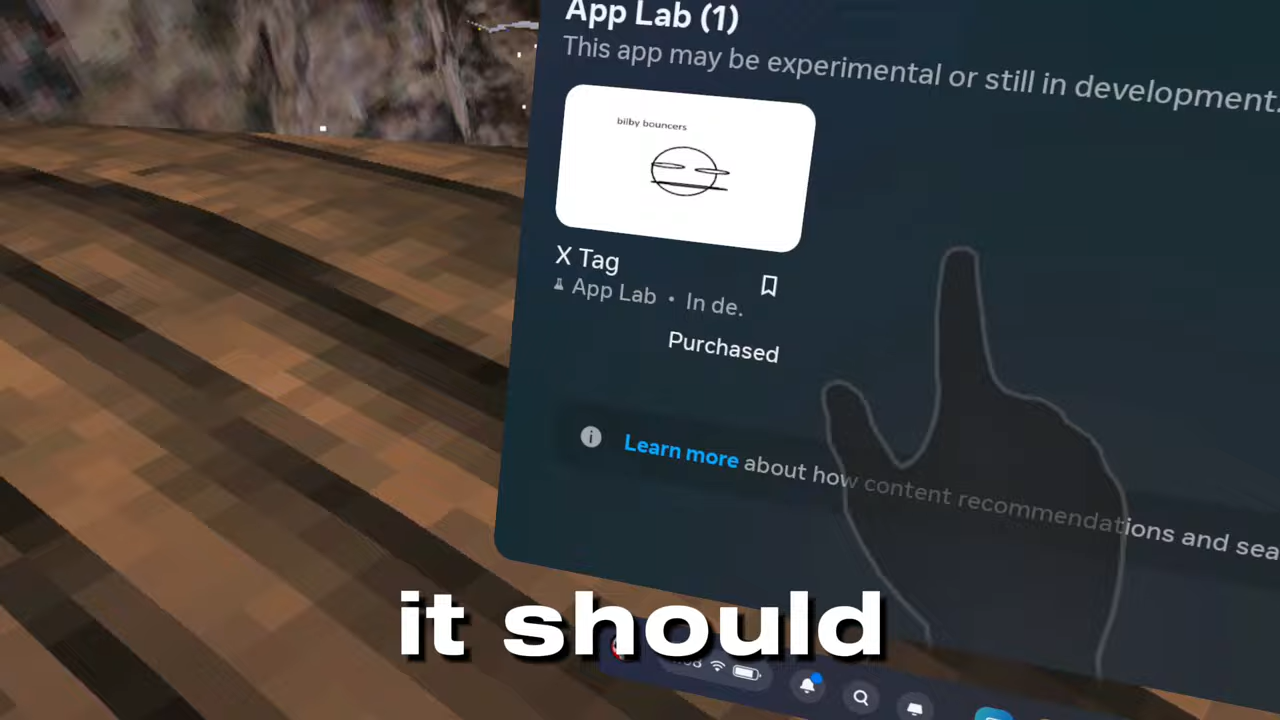 App Lab (1)
This app may be experimental or still in development.
bilby bouncers
X Tag
App Lab • In de.
Purchased
Learn more about how content recommendations and sea
it should